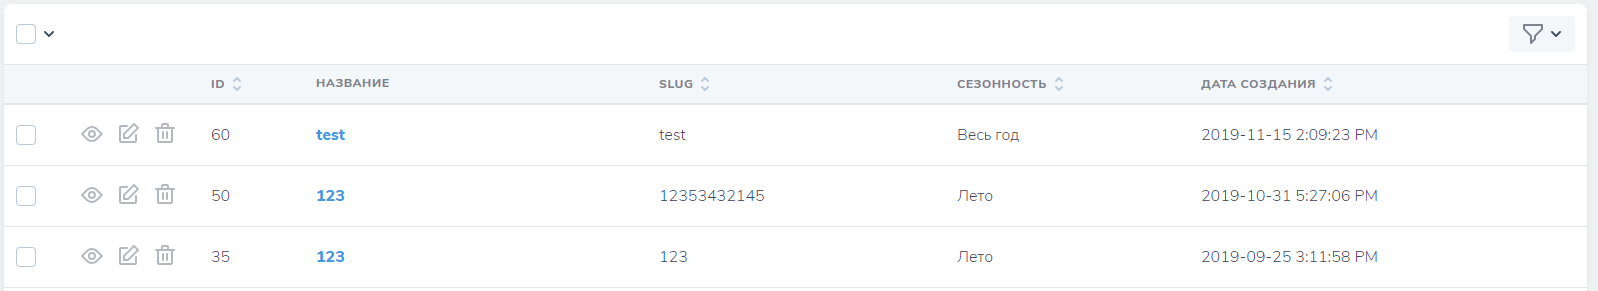 ID НАЗВАНИЕ SLUG СЕЗОННОСТЬ ДАТА СОЗДАНИЯ
60 test test Весь год 2019-11-15 2:09:23 PM
50 123 12353432145 Лето 2019-10-31 5:27:06 PM
35 123 123 Лето 2019-09-25 3:11:58 PM